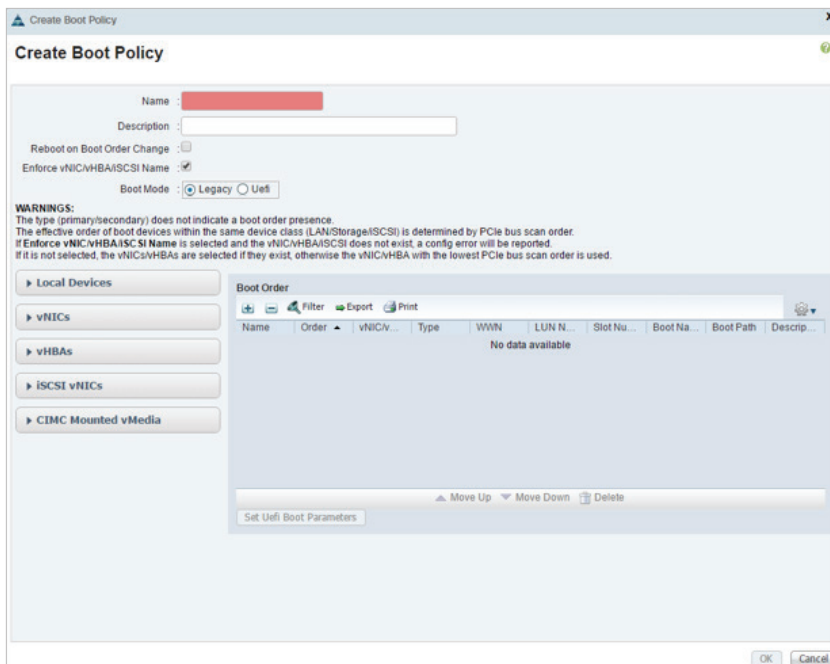 Create Boot Policy
Create Boot Policy
Name :
Description :
Reboot on Boot Order Change :
Enforce vNIC/vHBA/iSCSI Name :
Boot Mode : Legacy Uefi
WARNINGS:
The type (primary/secondary) does not indicate a boot order presence.
The effective order of boot devices within the same device class (LAN/Storage/iSCSI) is determined by PCIe bus scan order.
If Enforce vNIC/vHBA/iSCSI Name is selected and the vNIC/vHBA/iSCSI does not exist, a config error will be reported.
If it is not selected, the vNICs/vHBAs are selected if they exist, otherwise the vNIC/vHBA with the lowest PCIe bus scan order is used.
Local Devices
vNICs
vHBAs
iSCSI vNICs
CIMC Mounted vMedia
Boot Order
Filter Export Print
Name Order vNIC/v... Type WWN LUN N... Slot Nu... Boot Na... Boot Path Descrip...
No data available
Move Up Move Down Delete
Set Uefi Boot Parameters
OK Cancel